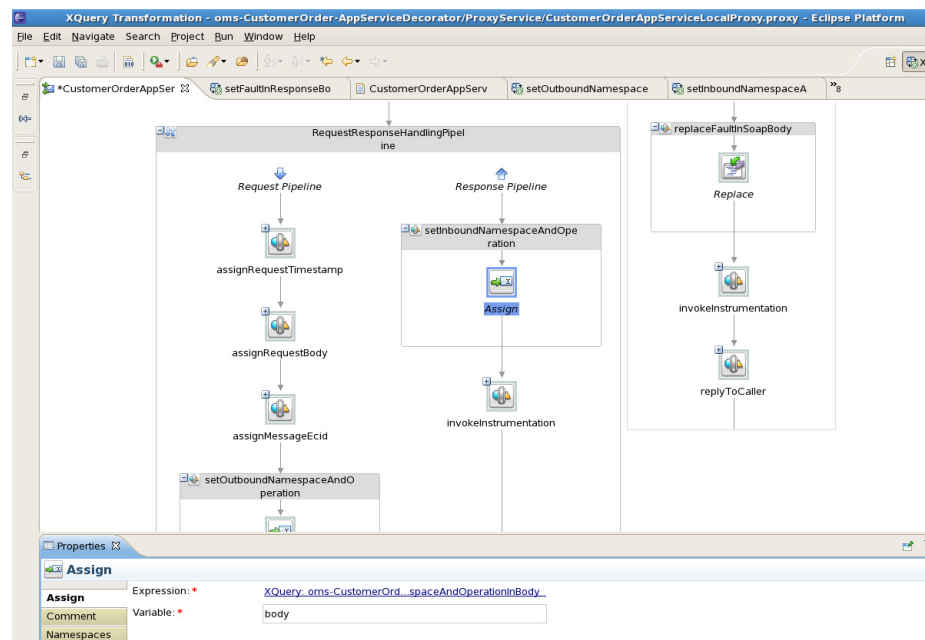 XQuery Transformation - oms-CustomerOrder-AppServiceDecorator/ProxyService/CustomerOrderAppServiceLocalProxy.proxy - Eclipse Platform
File Edit Navigate Search Project Run Window Help
*CustomerOrderAppSer setFaultInResponseBo CustomerOrderAppServ setOutboundNamespace setInboundNamespaceA »8
(x)=
RequestResponseHandlingPipel
ine
Request Pipeline
Response Pipeline
assignRequestTimestamp
assignRequestBody
assignMessageEcid
setOutboundNamespaceAndO
peration
setInboundNamespaceAndOpe
ration
Assign
invokeInstrumentation
replaceFaultInSoapBody
Replace
invokeInstrumentation
replyToCaller
Properties
Assign
Assign
Comment
Namespaces
Expression: * XQuery: oms-CustomerOrd...spaceAndOperationInBody
Variable: * body